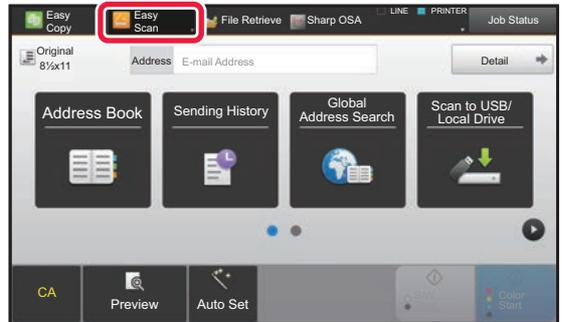 Easy
Copy
Easy
Scan
File Retrieve
Sharp OSA
LINE
PRINTER
Job Status
Original
8½x11
Address
E-mail Address
Detail
Address Book
Sending History
Global
Address Search
Scan to USB/
Local Drive
CA
Preview
Auto Set
B/W
Start
Color
Start